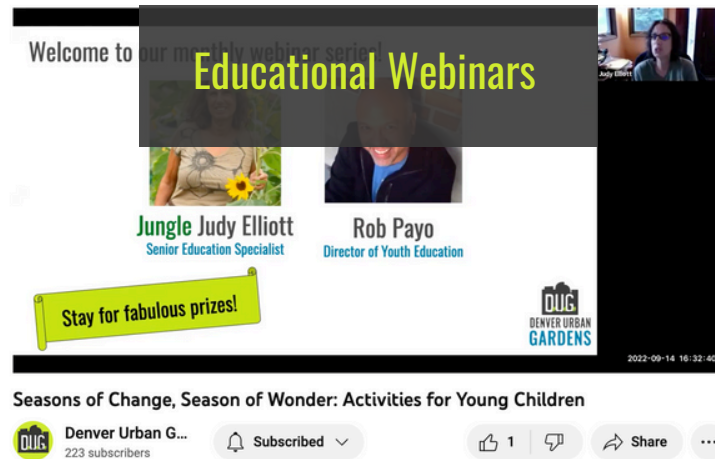 Welcome to our monthly webinar series!
Educational Webinars
Judy Elliott
Jungle Judy Elliott
Senior Education Specialist
Rob Payo
Director of Youth Education
Stay for fabulous prizes!
DUG
DENVER URBAN
GARDENS
2022-09-14 16:32:40
Seasons of Change, Season of Wonder: Activities for Young Children
DUG
Denver Urban G...
223 subscribers
Subscribed
1
Share